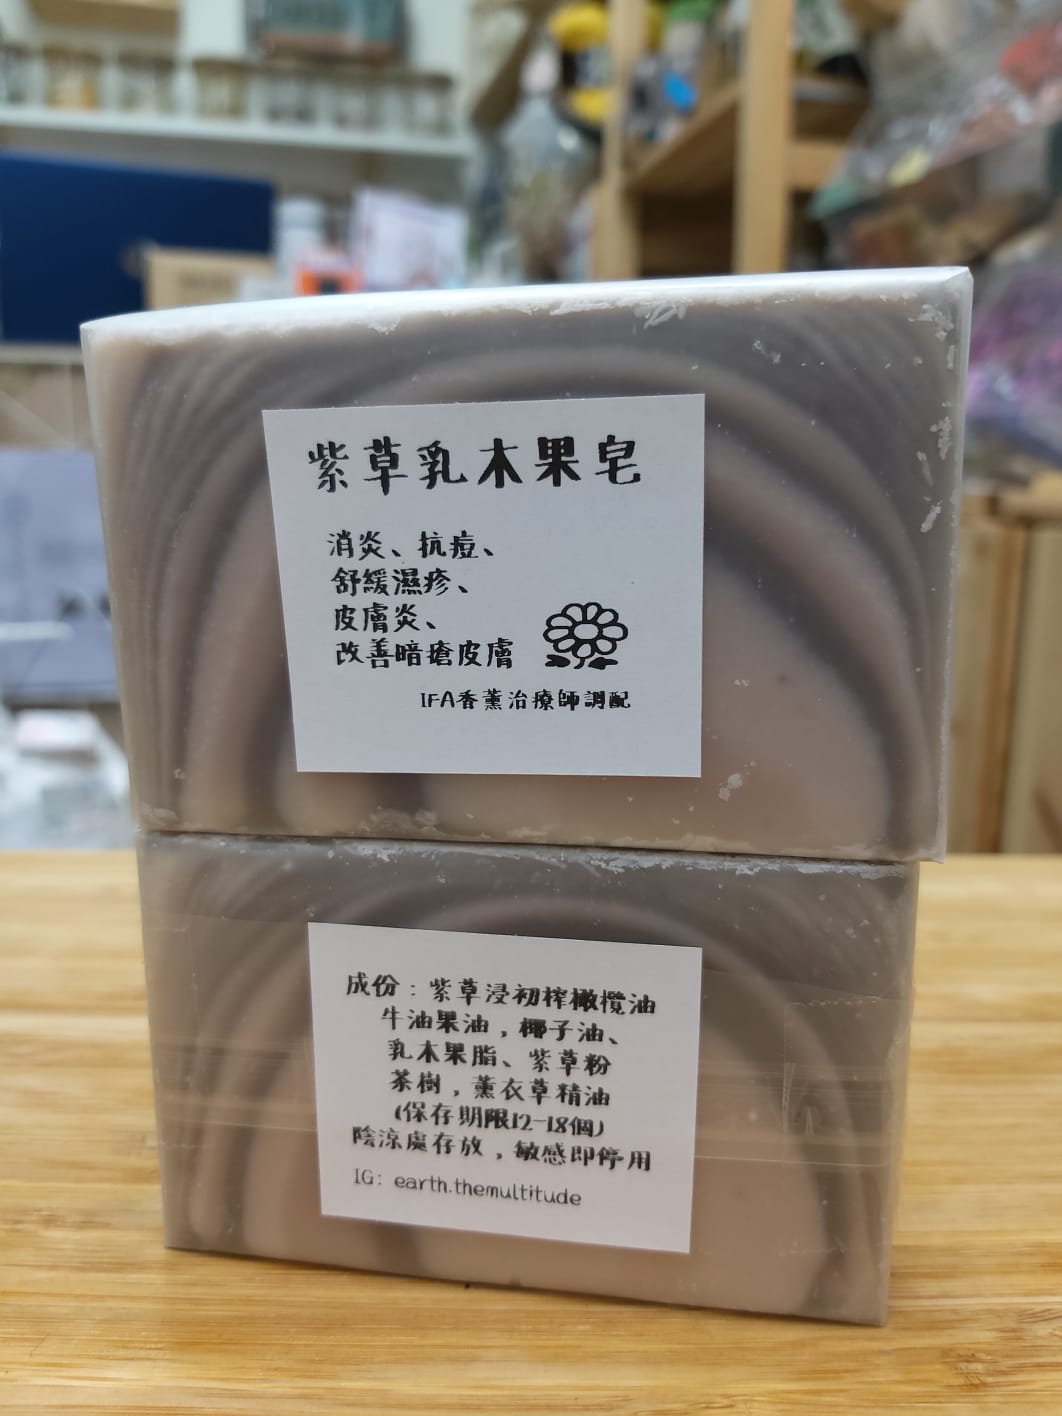 紫草乳木果皂
消炎、抗痘、
舒緩濕疹、
皮膚炎、
改善暗瘡皮膚
IFA香薰治療師調配
成份：紫草浸初榨橄欖油
牛油果油，椰子油、
乳木果脂、紫草粉
茶樹，薰衣草精油
(保存期限12-18個)
陰涼處存放，敏感即停用
IG: earth.themultitude